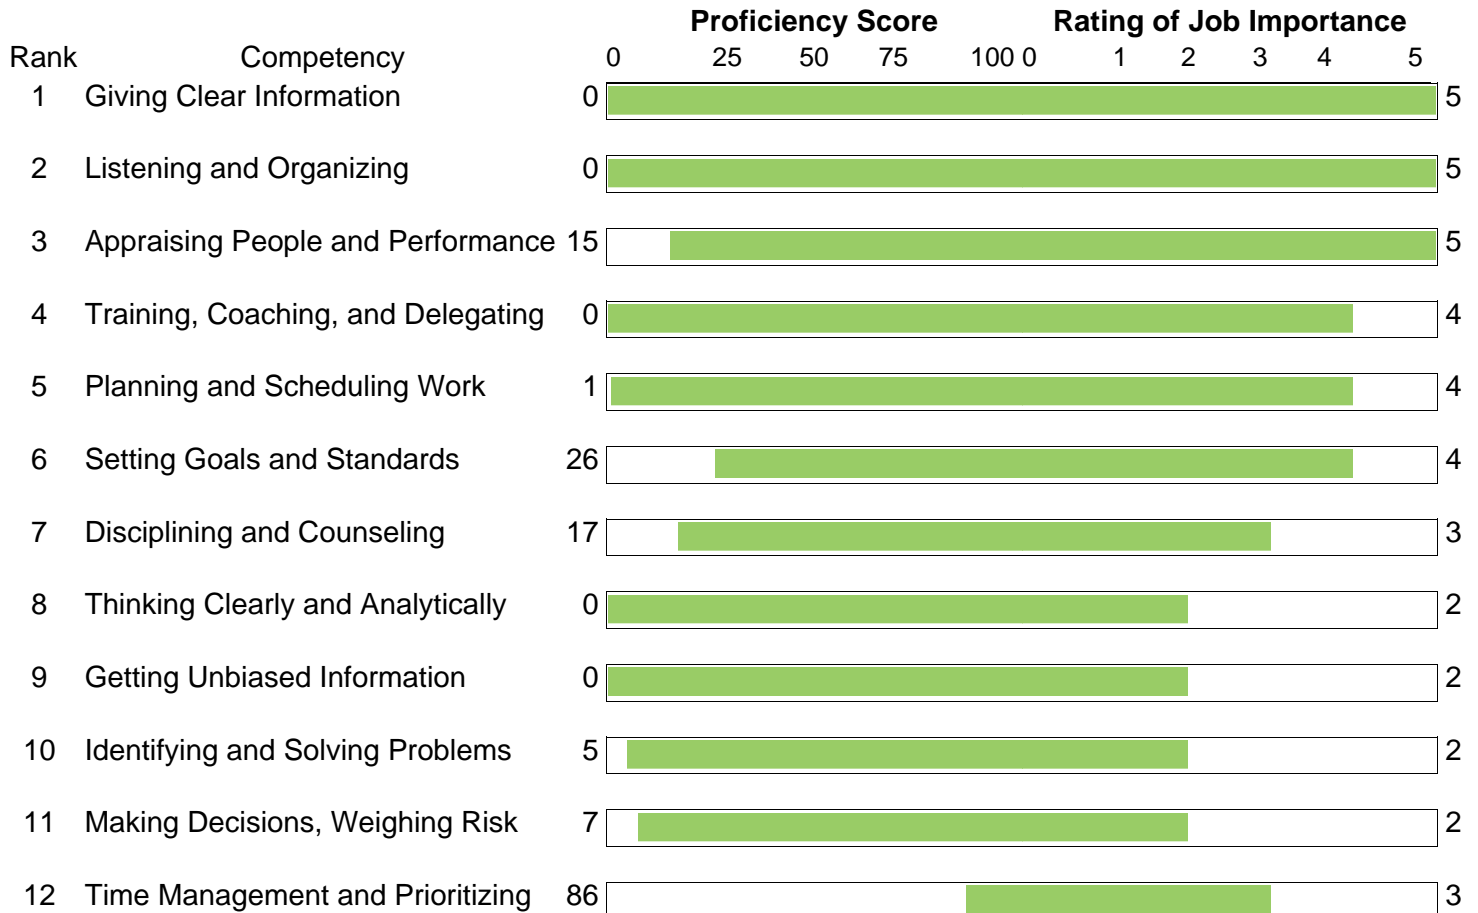 Proficiency Score Rating of Job Importance
Rank Competency 0 25 50 75 100 0 1 2 3 4 5
1 Giving Clear Information 0 5
2 Listening and Organizing 0 5
3 Appraising People and Performance 15 5
4 Training, Coaching, and Delegating 0 4
5 Planning and Scheduling Work 1 4
6 Setting Goals and Standards 26 4
7 Disciplining and Counseling 17 3
8 Thinking Clearly and Analytically 0 2
9 Getting Unbiased Information 0 2
10 Identifying and Solving Problems 5 2
11 Making Decisions, Weighing Risk 7 2
12 Time Management and Prioritizing 86 3